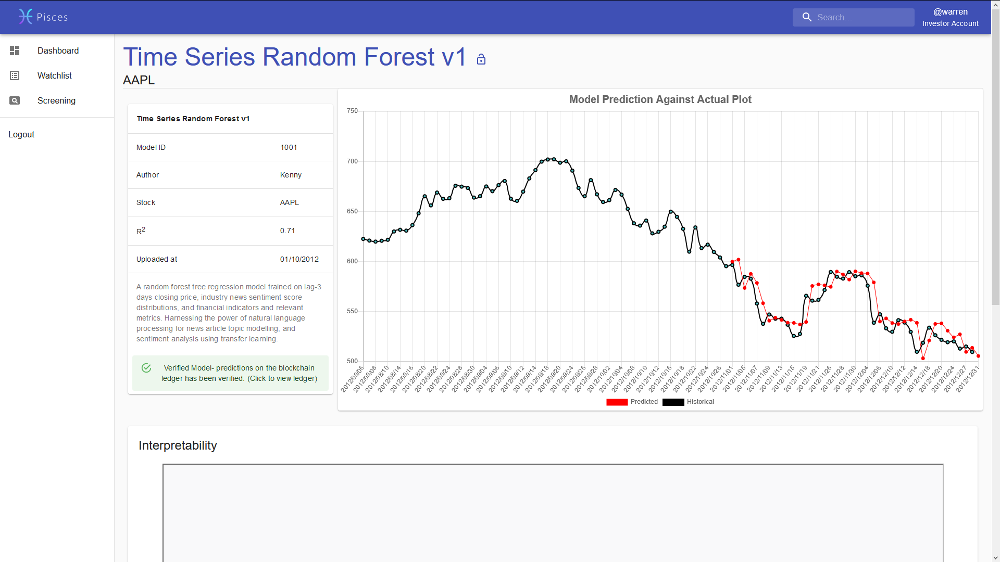 Pisces
Search...
@warren
Investor Account
Dashboard
Watchlist
Screening
Logout
Time Series Random Forest v1
AAPL
Time Series Random Forest v1
Model ID 1001
Author Kenny
Stock AAPL
R2 0.71
Uploaded at 01/10/2012
A random forest tree regression model trained on lag-3
days closing price, industry news sentiment score
distributions, and financial indicators and relevant
metrics. Harnessing the power of natural language
processing for news article topic modelling, and
sentiment analysis using transfer learning.
Verified Model- predictions on the blockchain
ledger has been verified. (Click to view ledger)
Model Prediction Against Actual Plot
750
700
650
600
550
500
2012/08/06
2012/08/08
2012/08/10
2012/08/14
2012/08/16
2012/08/20
2012/08/22
2012/08/24
2012/08/28
2012/08/30
2012/09/04
2012/09/06
2012/09/10
2012/09/12
2012/09/14
2012/09/18
2012/09/20
2012/09/24
2012/09/26
2012/09/28
2012/10/02
2012/10/04
2012/10/08
2012/10/10
2012/10/12
2012/10/16
2012/10/18
2012/10/22
2012/10/24
2012/10/26
2012/11/01
2012/11/05
2012/11/07
2012/11/09
2012/11/13
2012/11/15
2012/11/19
2012/11/21
2012/11/26
2012/11/28
2012/11/30
2012/12/04
2012/12/06
2012/12/10
2012/12/12
2012/12/14
2012/12/18
2012/12/20
2012/12/24
2012/12/27
2012/12/31
Predicted
Historical
Interpretability